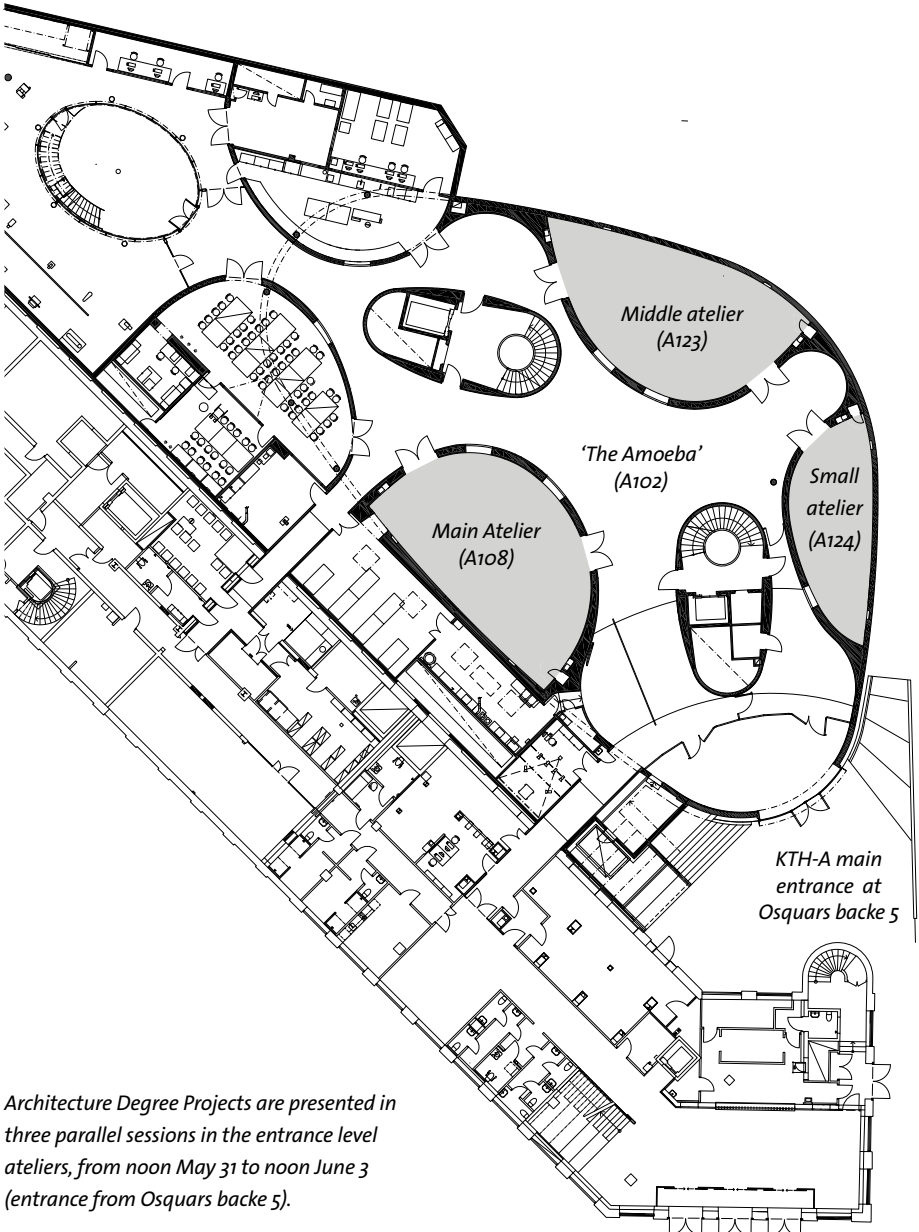 Middle atelier
(A123)
‘The Amoeba’
(A102)
Small
atelier
(A124)
Main Atelier
(A108)
KTH-A main
entrance at
Osquars backe 5
Architecture Degree Projects are presented in
three parallel sessions in the entrance level
ateliers, from noon May 31 to noon June 3
(entrance from Osquars backe 5).